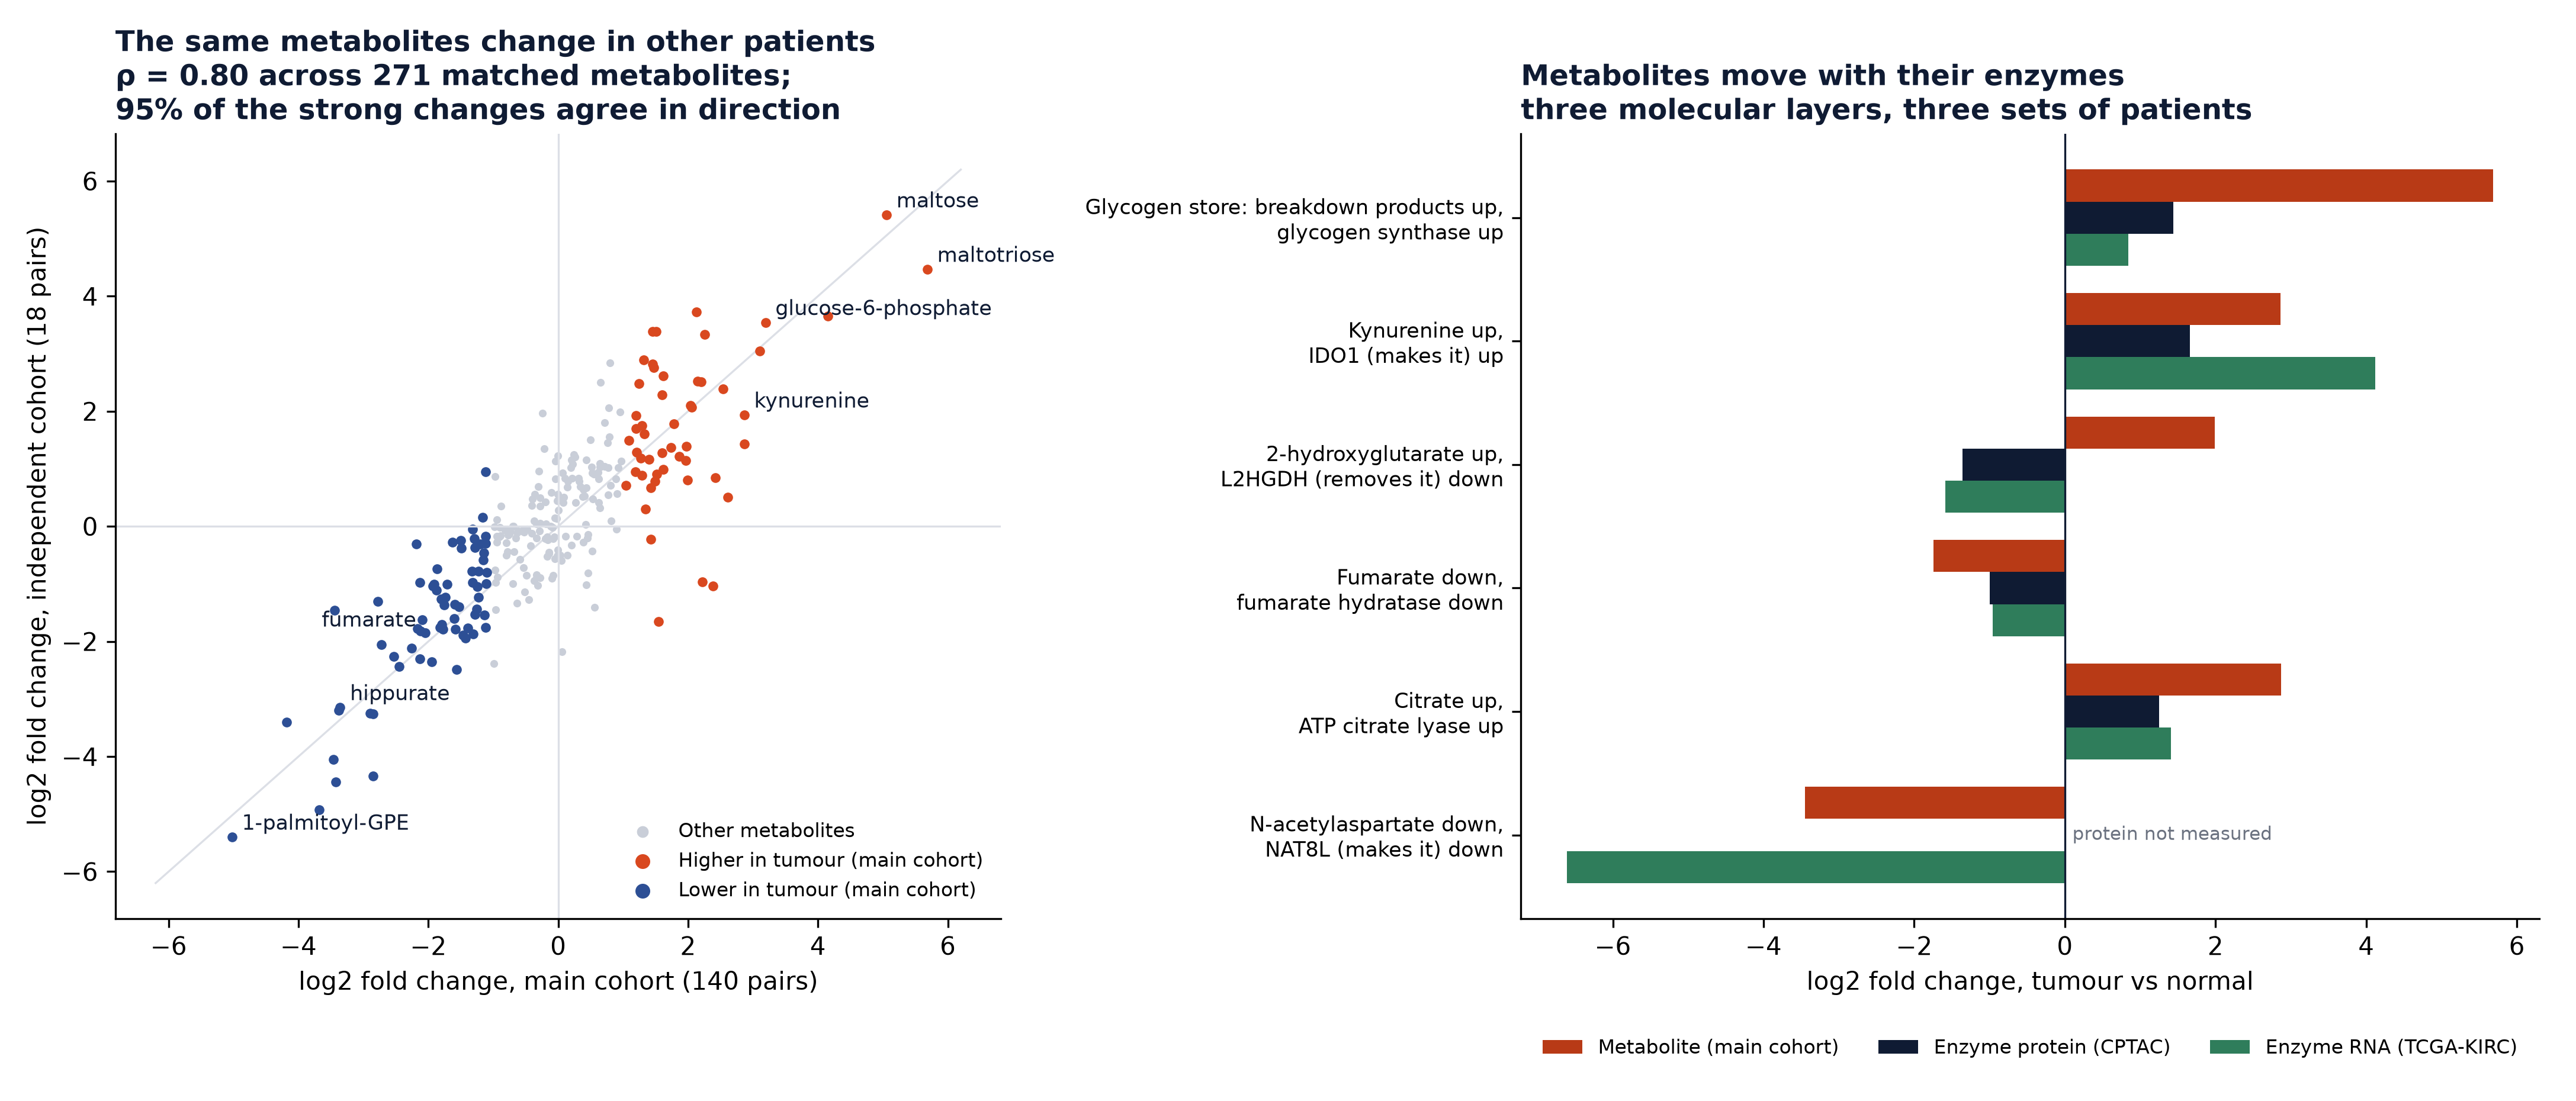 The same metabolites change in other patients
ρ = 0.80 across 271 matched metabolites;
95% of the strong changes agree in direction
log2 fold change, independent cohort (18 pairs)
6
4
2
0
−2
−4
−6
maltose
maltotriose
glucose-6-phosphate
kynurenine
fumarate
hippurate
1-palmitoyl-GPE
Other metabolites
Higher in tumour (main cohort)
Lower in tumour (main cohort)
−6
−4
−2
0
2
4
6
log2 fold change, main cohort (140 pairs)
Metabolites move with their enzymes
three molecular layers, three sets of patients
Glycogen store: breakdown products up,
glycogen synthase up
Kynurenine up,
IDO1 (makes it) up
2-hydroxyglutarate up,
L2HGDH (removes it) down
Fumarate down,
fumarate hydratase down
Citrate up,
ATP citrate lyase up
N-acetylaspartate down,
NAT8L (makes it) down
protein not measured
−6
−4
−2
0
2
4
6
log2 fold change, tumour vs normal
Metabolite (main cohort)
Enzyme protein (CPTAC)
Enzyme RNA (TCGA-KIRC)